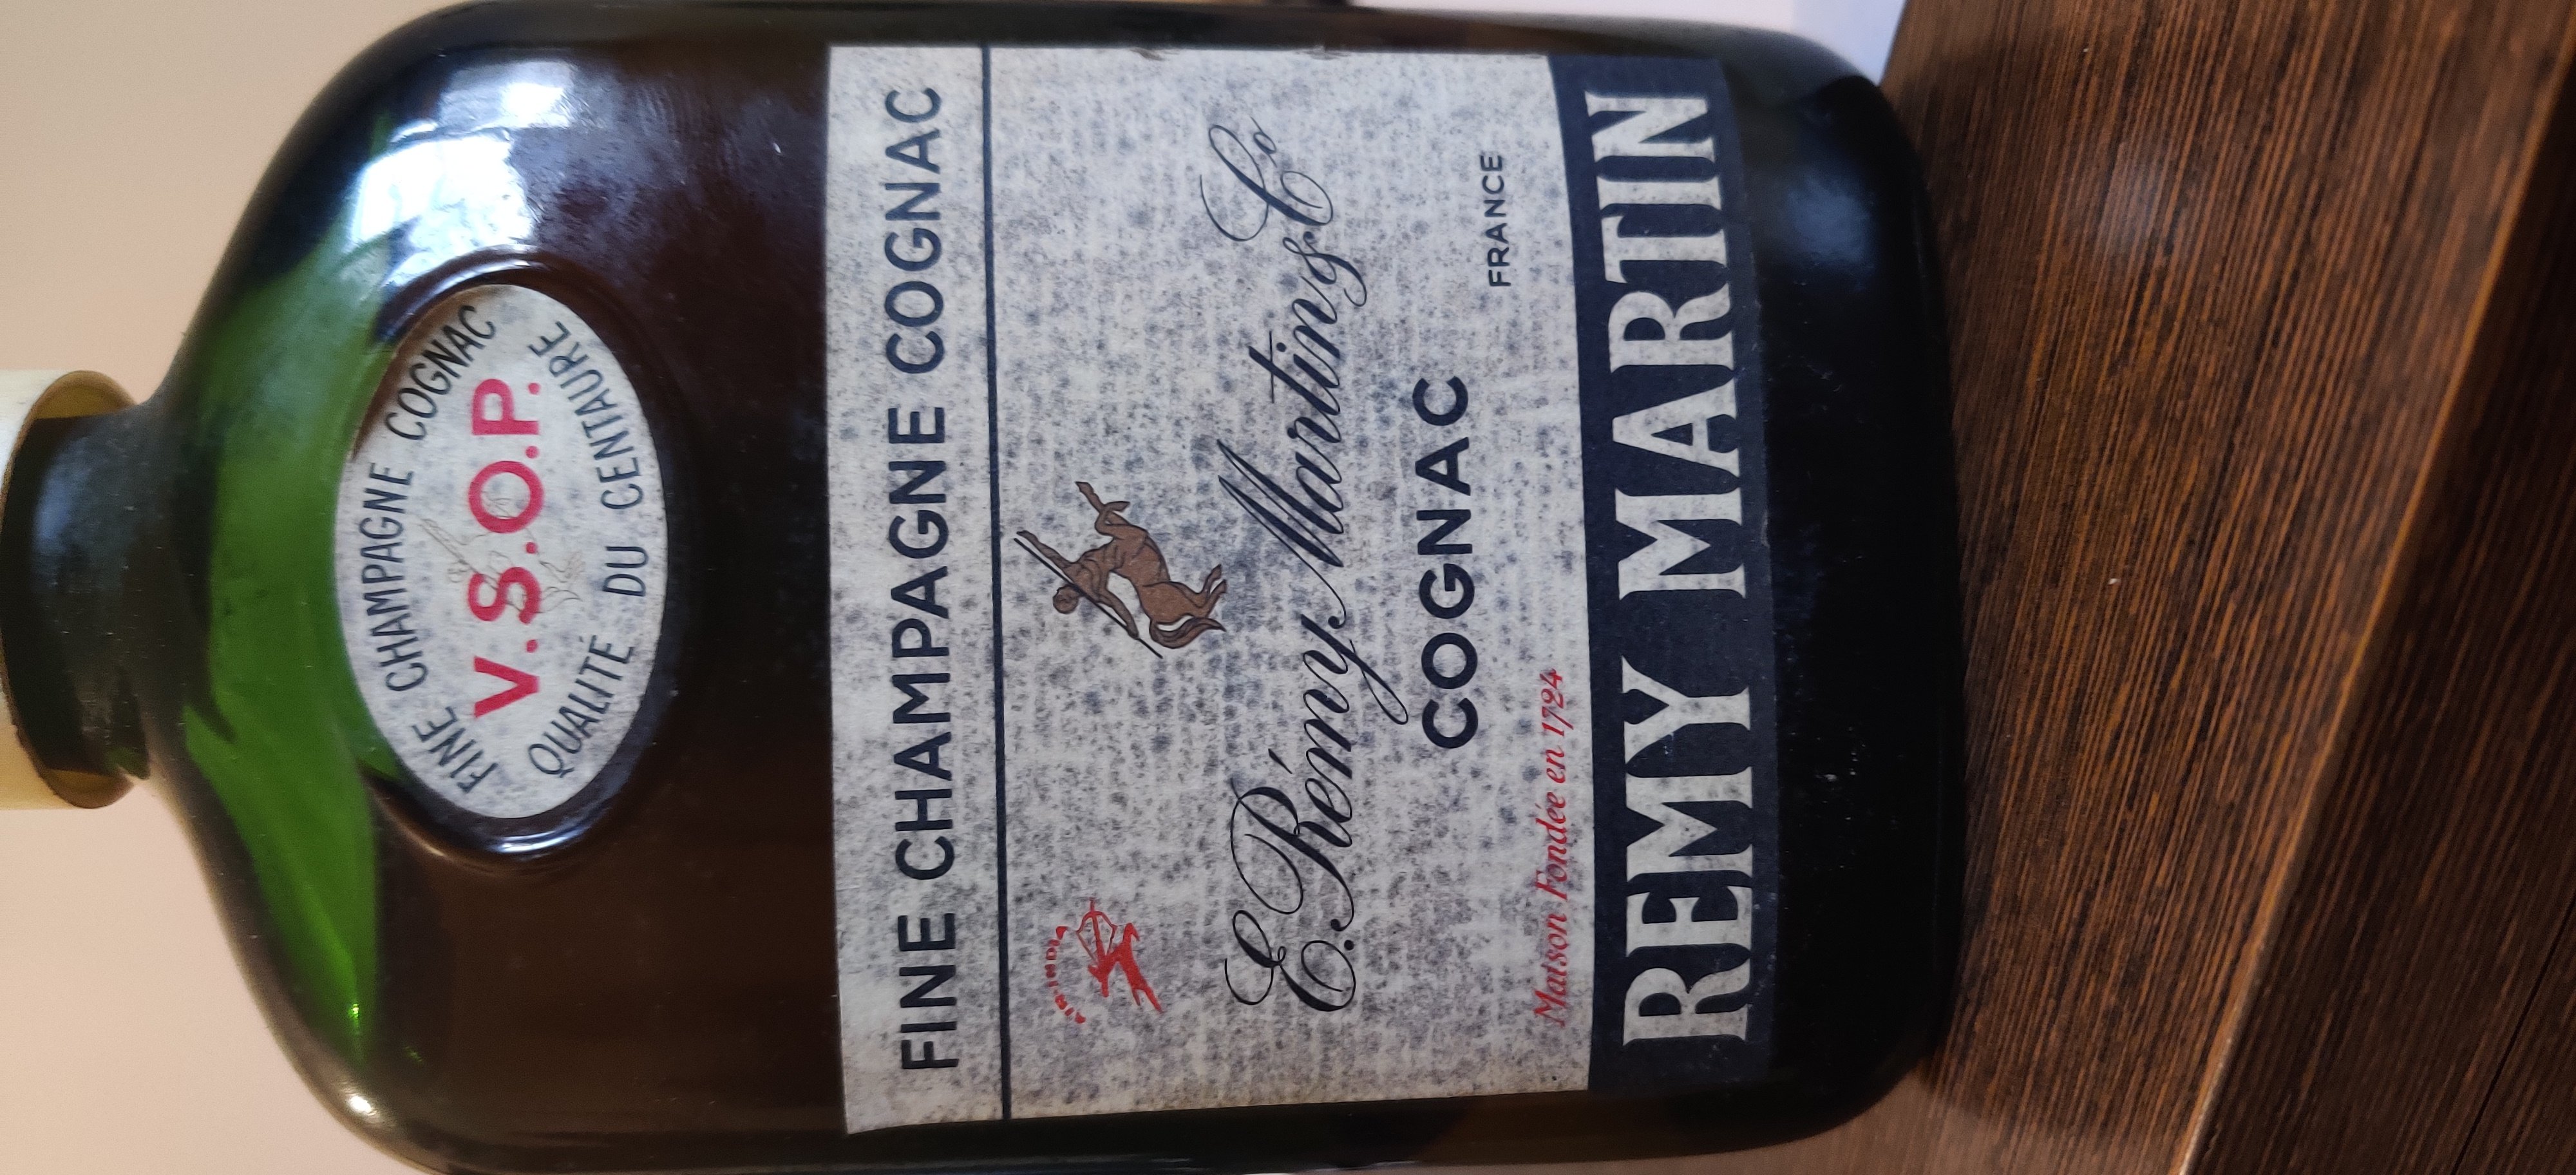 FINE CHAMPAGNE COGNAC
V.S.O.P.
QUALITÉ DU CENTAURE
FINE CHAMPAGNE COGNAC
E. Rémy Martin & Co
COGNAC
FRANCE
Maison Fondée en 1724
REMY MARTIN